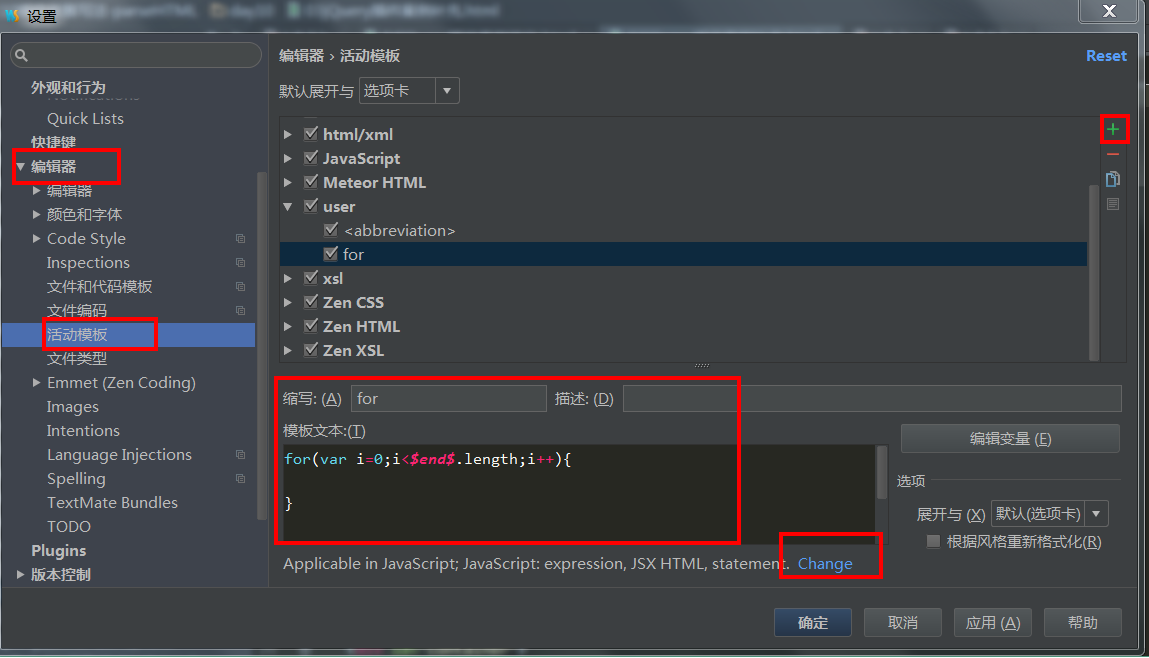 WS 设置
外观和行为
Notifications
Quick Lists
快捷键
编辑器
编辑器
颜色和字体
Code Style
Inspections
文件和代码模板
文件编码
活动模板
文件类型
Emmet (Zen Coding)
Images
Intentions
Language Injections
Spelling
TextMate Bundles
TODO
Plugins
版本控制
编辑器 › 活动模板
Reset
默认展开与 选项卡
html/xml
JavaScript
Meteor HTML
user
<abbreviation>
for
xsl
Zen CSS
Zen HTML
Zen XSL
缩写: (A) for 描述: (D)
模板文本:(T)
for(var i=0;i<$end$.length;i++){
}
编辑变量 (E)
选项
展开与 (X) 默认(选项卡)
根据风格重新格式化(R)
Applicable in JavaScript; JavaScript: expression, JSX HTML, statement. Change
确定 取消 应用 (A) 帮助